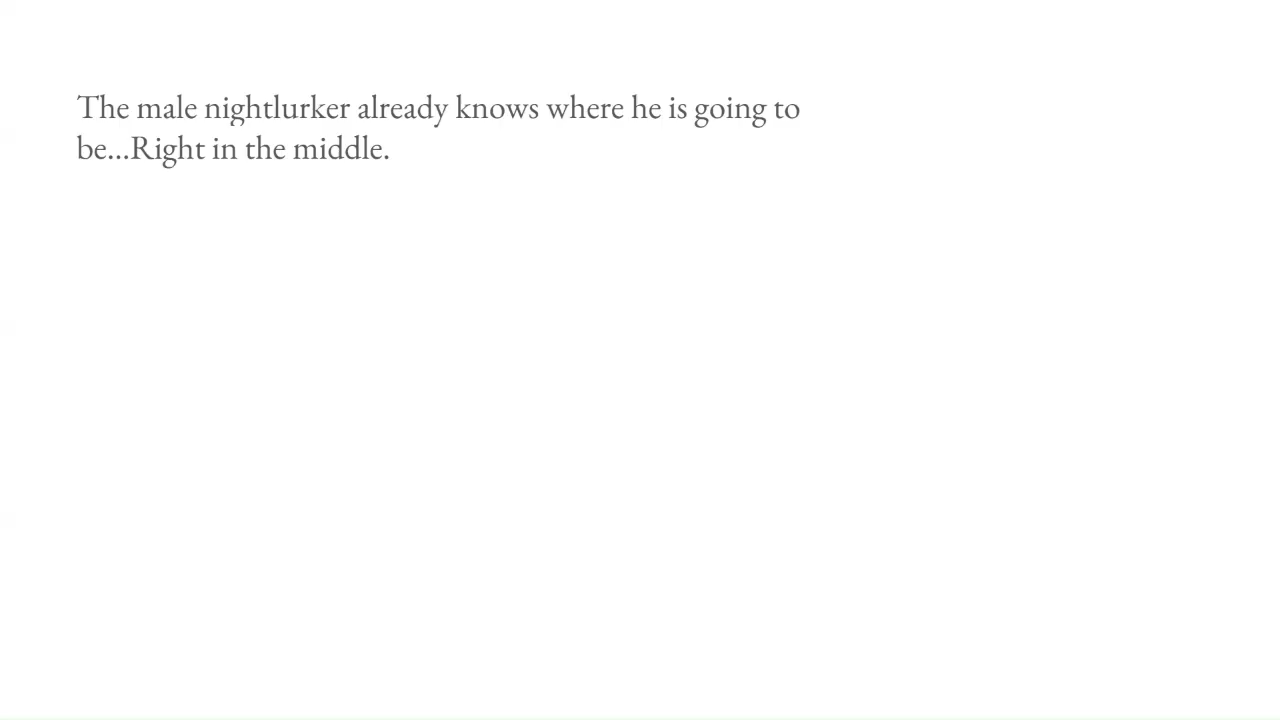 The male nightlurker already knows where he is going to
be...Right in the middle.